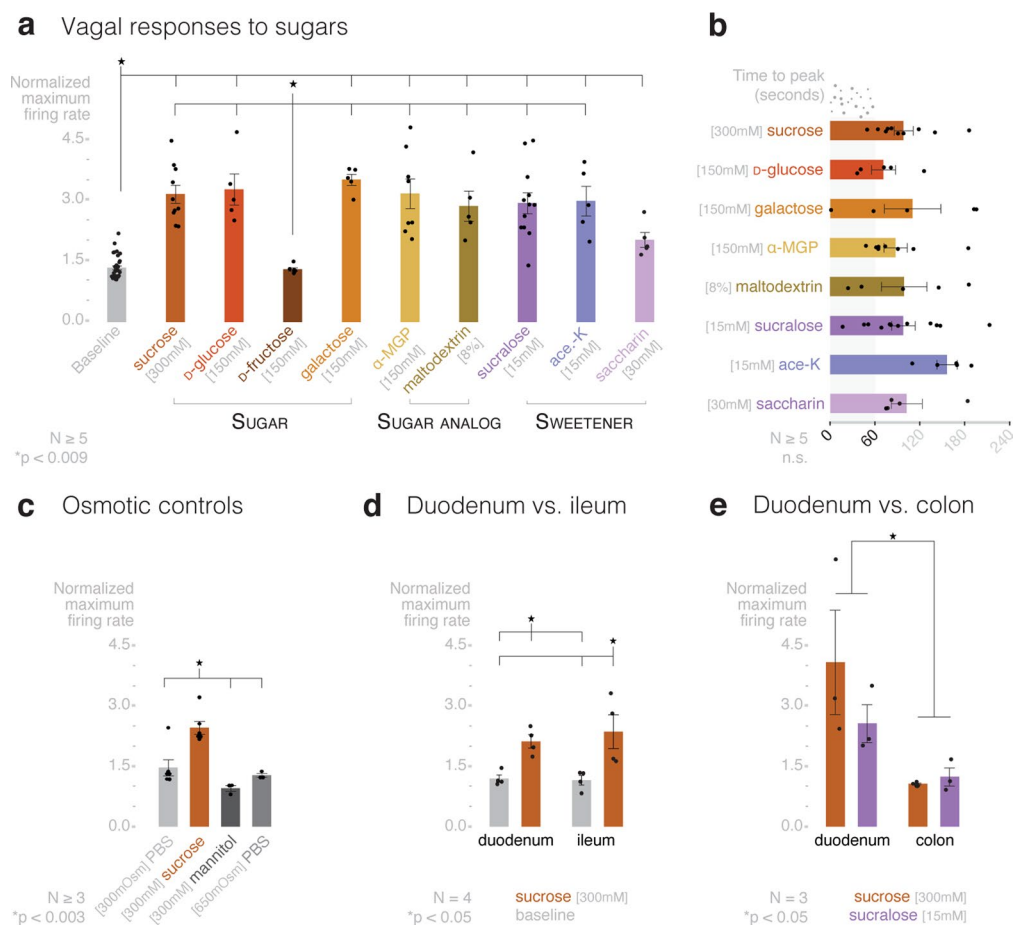 a Vagal responses to sugars
Normalized
maximum
firing rate
4.5
3.0
1.5
0.0
Baseline
sucrose
[300mM]
D-glucose
[150mM]
D-fructose
[150mM]
galactose
[150mM]
α-MGP
[150mM]
maltodextrin
[8%]
sucralose
[15mM]
ace.-K
[15mM]
saccharin
[30mM]
SUGAR
SUGAR ANALOG
SWEETENER
N ≥ 5
*p < 0.009
b
Time to peak
(seconds)
[300mM] sucrose
[150mM] D-glucose
[150mM] galactose
[150mM] α-MGP
[8%] maltodextrin
[15mM] sucralose
[15mM] ace-K
[30mM] saccharin
N ≥ 5
n.s.
0 60 120 180 240
c Osmotic controls
Normalized
maximum
firing rate
4.5
3.0
1.5
0.0
[300mOsm] PBS
[300mM] sucrose
[300mM] mannitol
[650mOsm] PBS
N ≥ 3
*p < 0.003
d Duodenum vs. ileum
Normalized
maximum
firing rate
4.5
3.0
1.5
0.0
duodenum ileum
N = 4
*p < 0.05
sucrose [300mM]
baseline
e Duodenum vs. colon
Normalized
maximum
firing rate
4.5
3.0
1.5
0.0
duodenum colon
N = 3
*p < 0.05
sucrose [300mM]
sucralose [15mM]